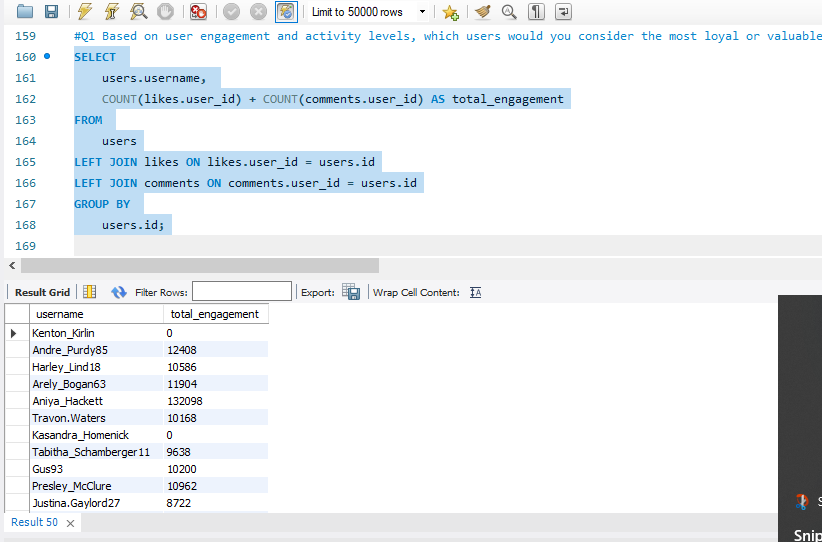 Limit to 50000 rows
159 #Q1 Based on user engagement and activity levels, which users would you consider the most loyal or valuable
160 SELECT
161 users.username,
162 COUNT(likes.user_id) + COUNT(comments.user_id) AS total_engagement
163 FROM
164 users
165 LEFT JOIN likes ON likes.user_id = users.id
166 LEFT JOIN comments ON comments.user_id = users.id
167 GROUP BY
168 users.id;
169
Result Grid Filter Rows: Export: Wrap Cell Content:
username total_engagement
Kenton_Kirlin 0
Andre_Purdy85 12408
Harley_Lind18 10586
Arely_Bogan63 11904
Aniya_Hackett 132098
Travon.Waters 10168
Kasandra_Homenick 0
Tabitha_Schamberger11 9638
Gus93 10200
Presley_McClure 10962
Justina.Gaylord27 8722
S
Result 50
Snip